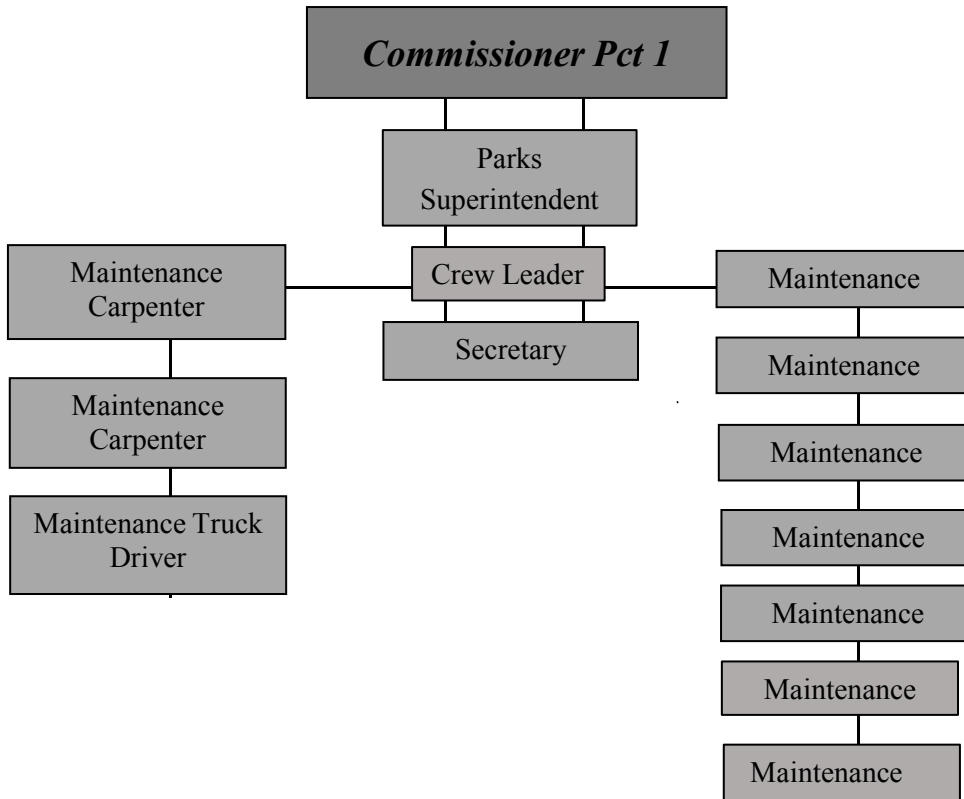 Commissioner Pct 1
Parks
Superintendent
Crew Leader
Secretary
Maintenance
Carpenter
Maintenance
Carpenter
Maintenance Truck
Driver
Maintenance
Maintenance
Maintenance
Maintenance
Maintenance
Maintenance
Maintenance